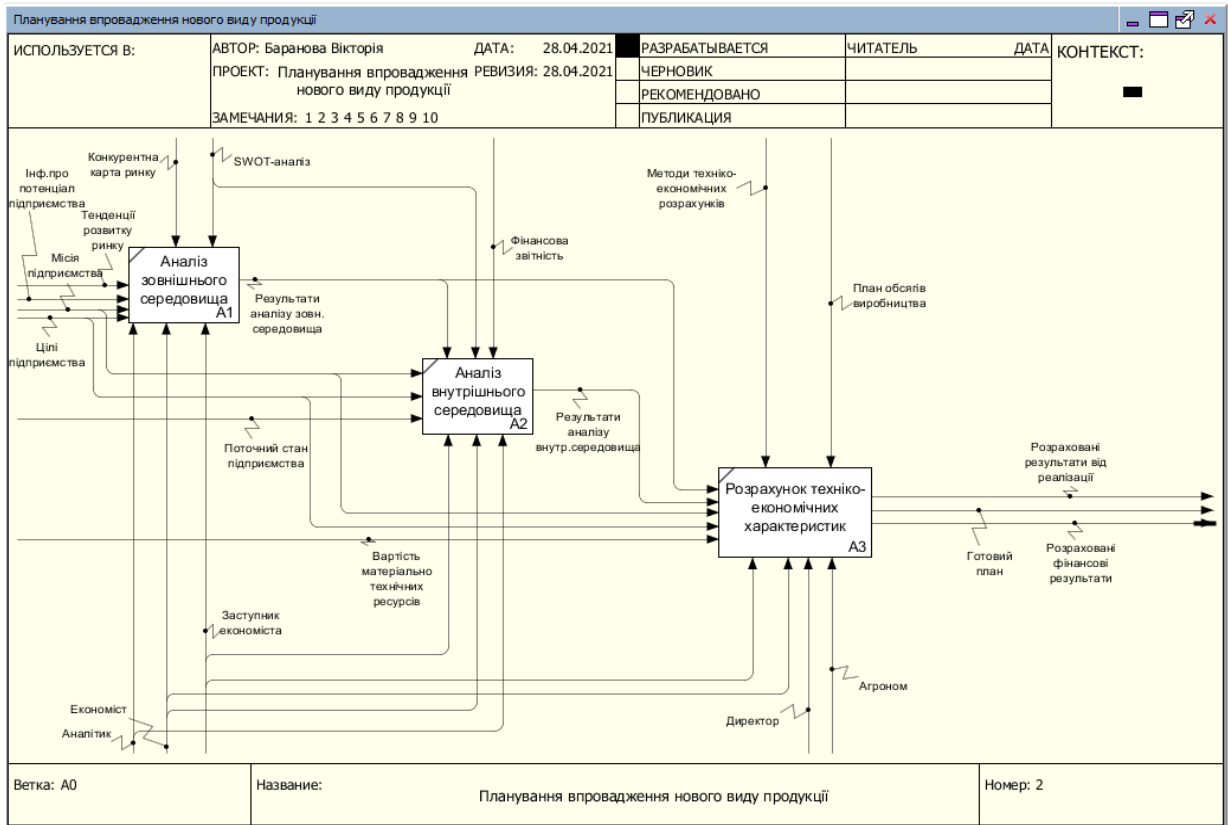 Планування впровадження нового виду продукції
ИСПОЛЬЗУЕТСЯ В:
АВТОР: Баранова Вікторія
ДАТА: 28.04.2021
ПРОЕКТ: Планування впровадження
нового виду продукції
РЕВИЗИЯ: 28.04.2021
ЗАМЕЧАНИЯ: 1 2 3 4 5 6 7 8 9 10
РАЗРАБАТЫВАЕТСЯ
ЧЕРНОВИК
РЕКОМЕНДОВАНО
ПУБЛИКАЦИЯ
ЧИТАТЕЛЬ
ДАТА
КОНТЕКСТ:
Конкурентна
карта ринку
SWOT-аналіз
Інф.про
потенціал
підприємства
Тенденції
розвитку
ринку
Місія
підприємства
Цілі
підприємства
Аналіз
зовнішнього
середовища
A1
Результати
аналізу зовн.
середовища
Фінансова
звітність
Методи техніко-
економічних
розрахунків
План обсягів
виробництва
Аналіз
внутрішнього
середовища
A2
Результати
аналізу
внутр.середовища
Поточний стан
підприємства
Розрахунок техніко-
економічних
характеристик
A3
Розраховані
результати від
реалізації
Готовий
план
Розраховані
фінансові
результати
Вартість
матеріально
технічних
ресурсів
Заступник
економіста
Економіст
Аналітик
Директор
Агроном
Ветка: A0
Название:
Планування впровадження нового виду продукції
Номер: 2